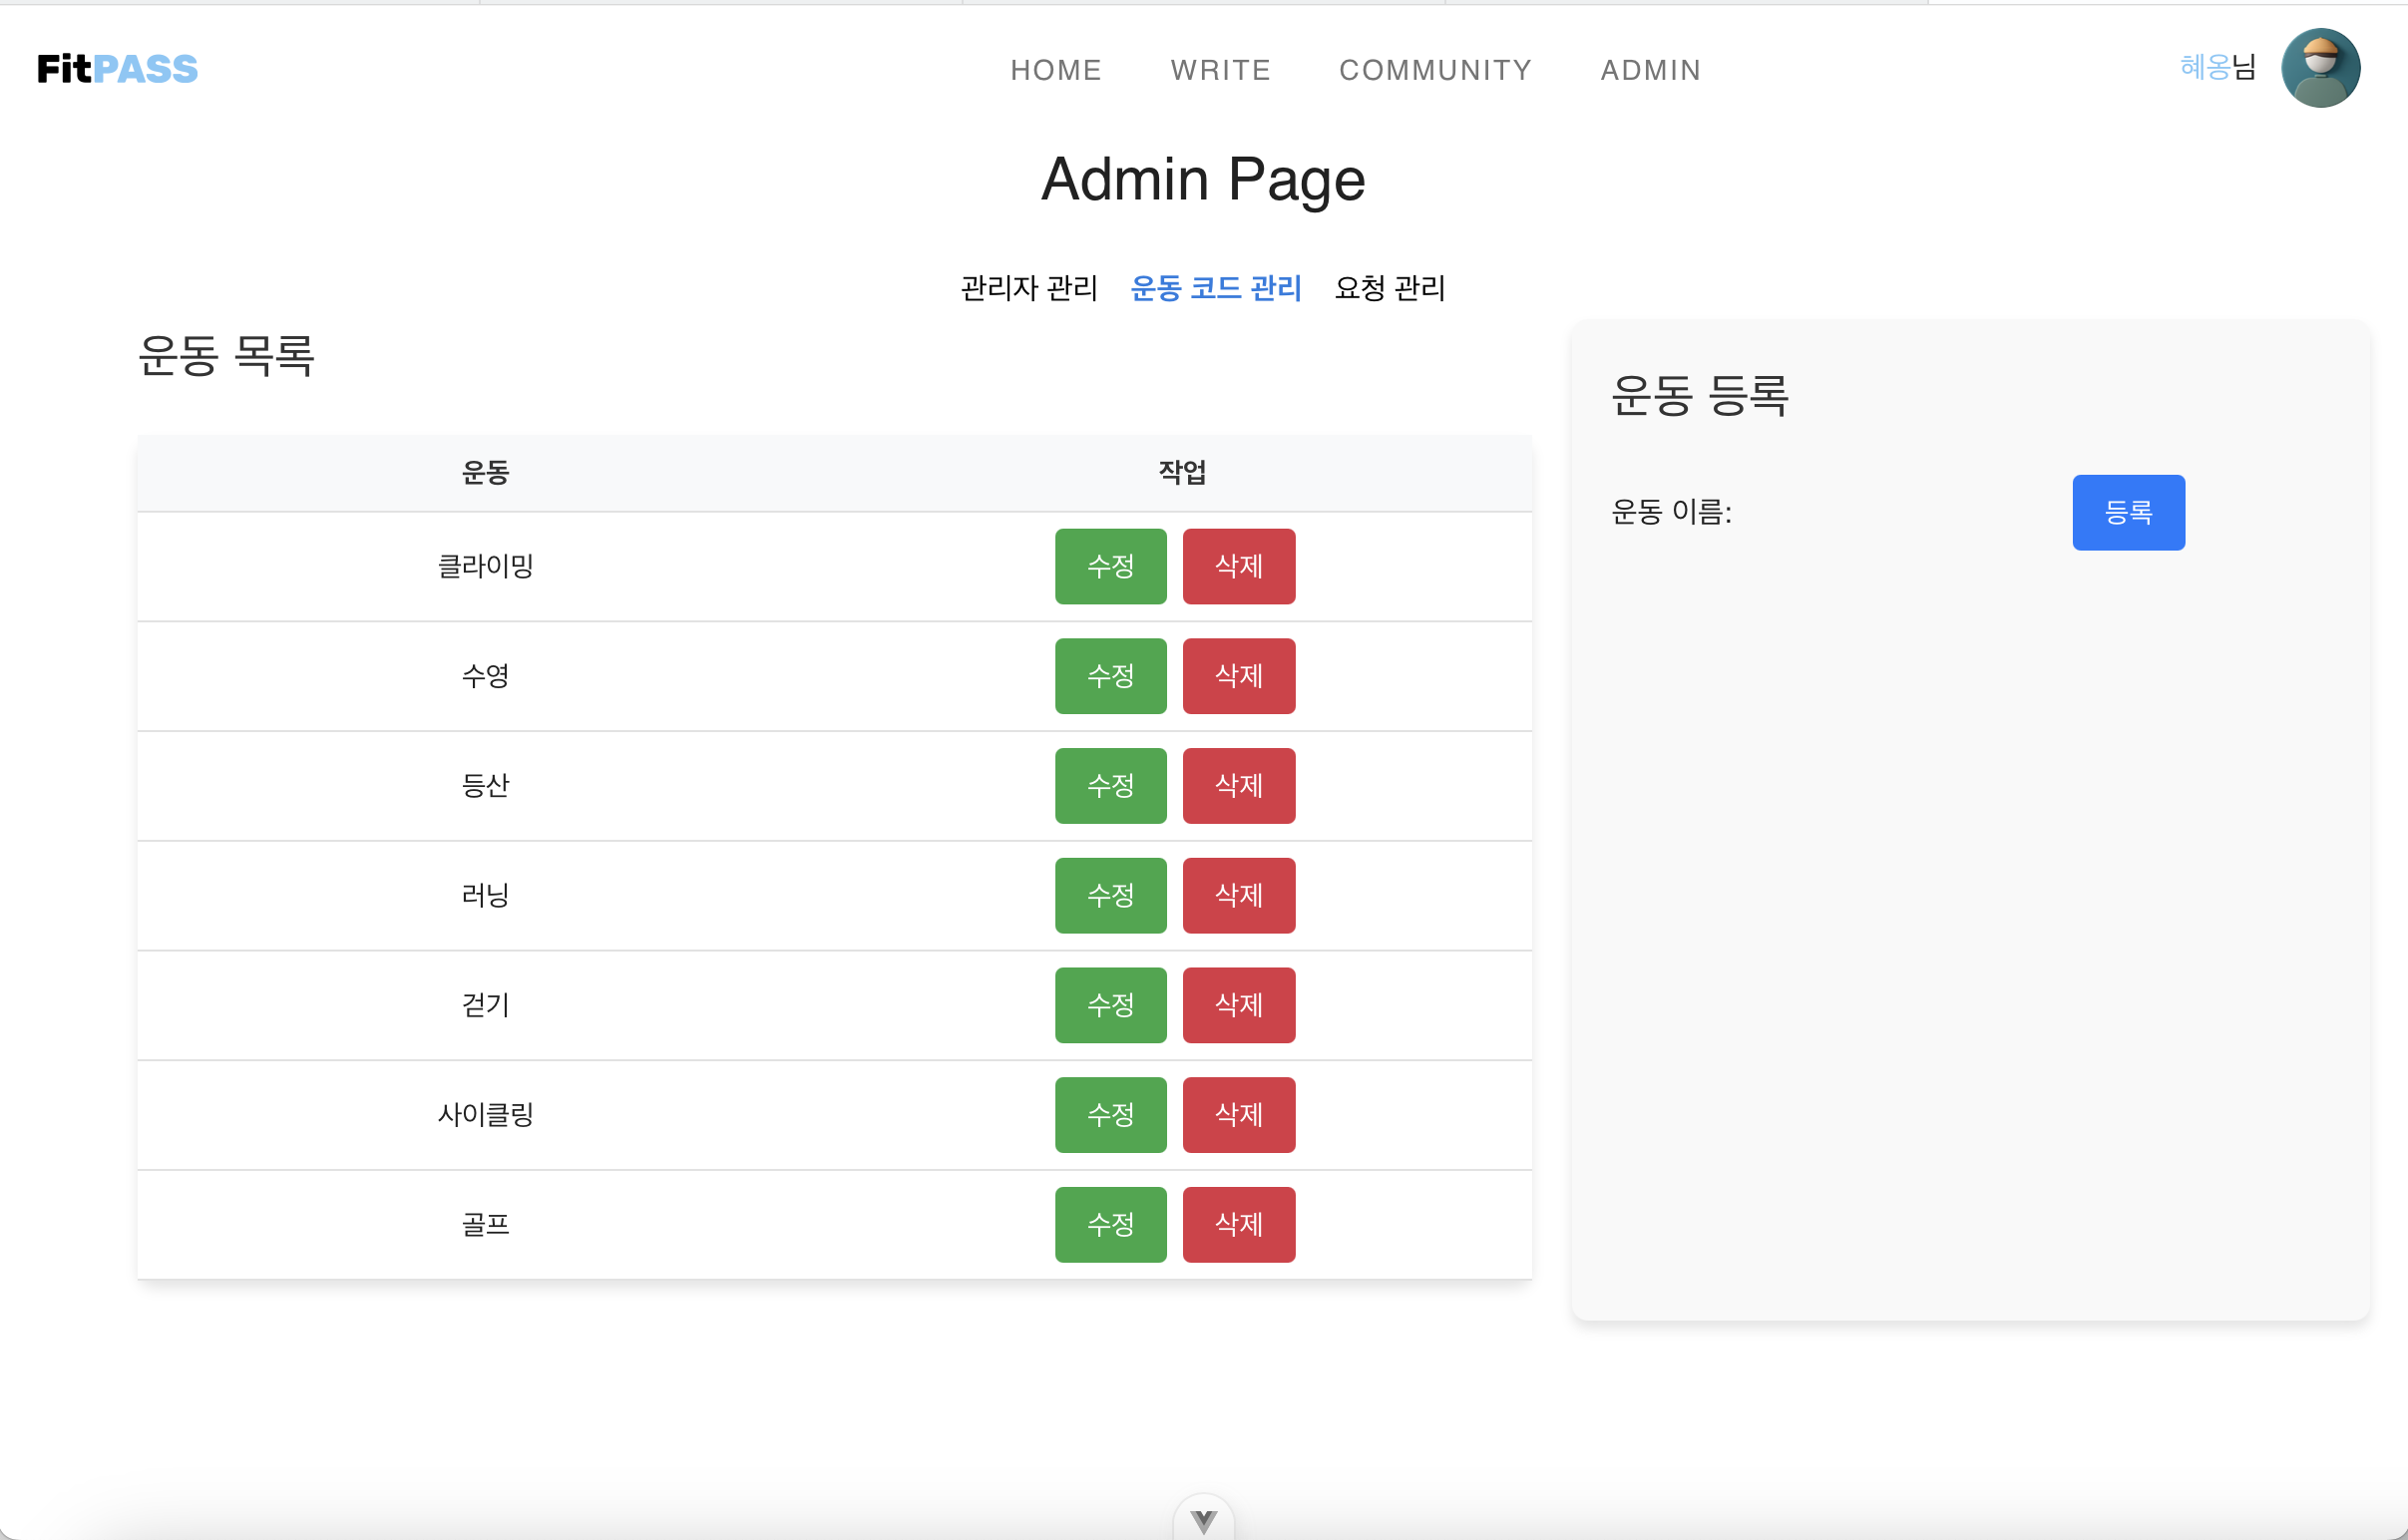 FitPASS HOME WRITE COMMUNITY ADMIN 혜옹님
Admin Page
관리자 관리 운동 코드 관리 요청 관리
운동 목록
운동 작업
클라이밍 수정 삭제
수영 수정 삭제
등산 수정 삭제
러닝 수정 삭제
걷기 수정 삭제
사이클링 수정 삭제
골프 수정 삭제
운동 등록
운동 이름: 등록